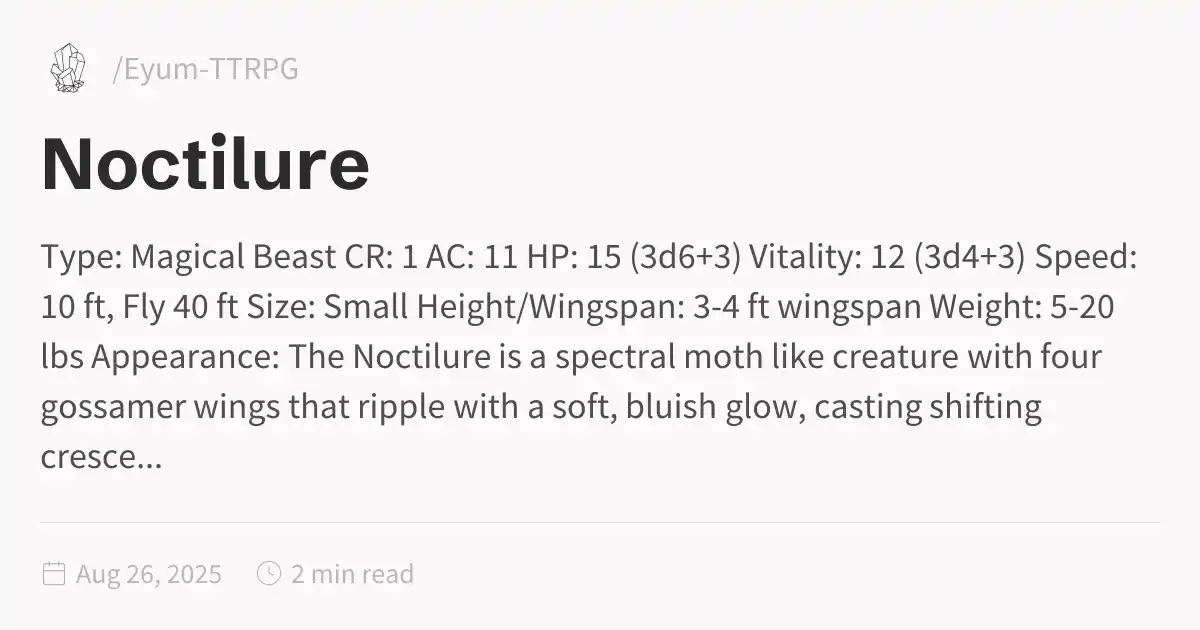 /Eyum-TTRPG
Noctilure
Type: Magical Beast CR: 1 AC: 11 HP: 15 (3d6+3) Vitality: 12 (3d4+3) Speed:
10 ft, Fly 40 ft Size: Small Height/Wingspan: 3-4 ft wingspan Weight: 5-20
lbs Appearance: The Noctilure is a spectral moth like creature with four
gossamer wings that ripple with a soft, bluish glow, casting shifting
cresce...
Aug 26, 2025 2 min read